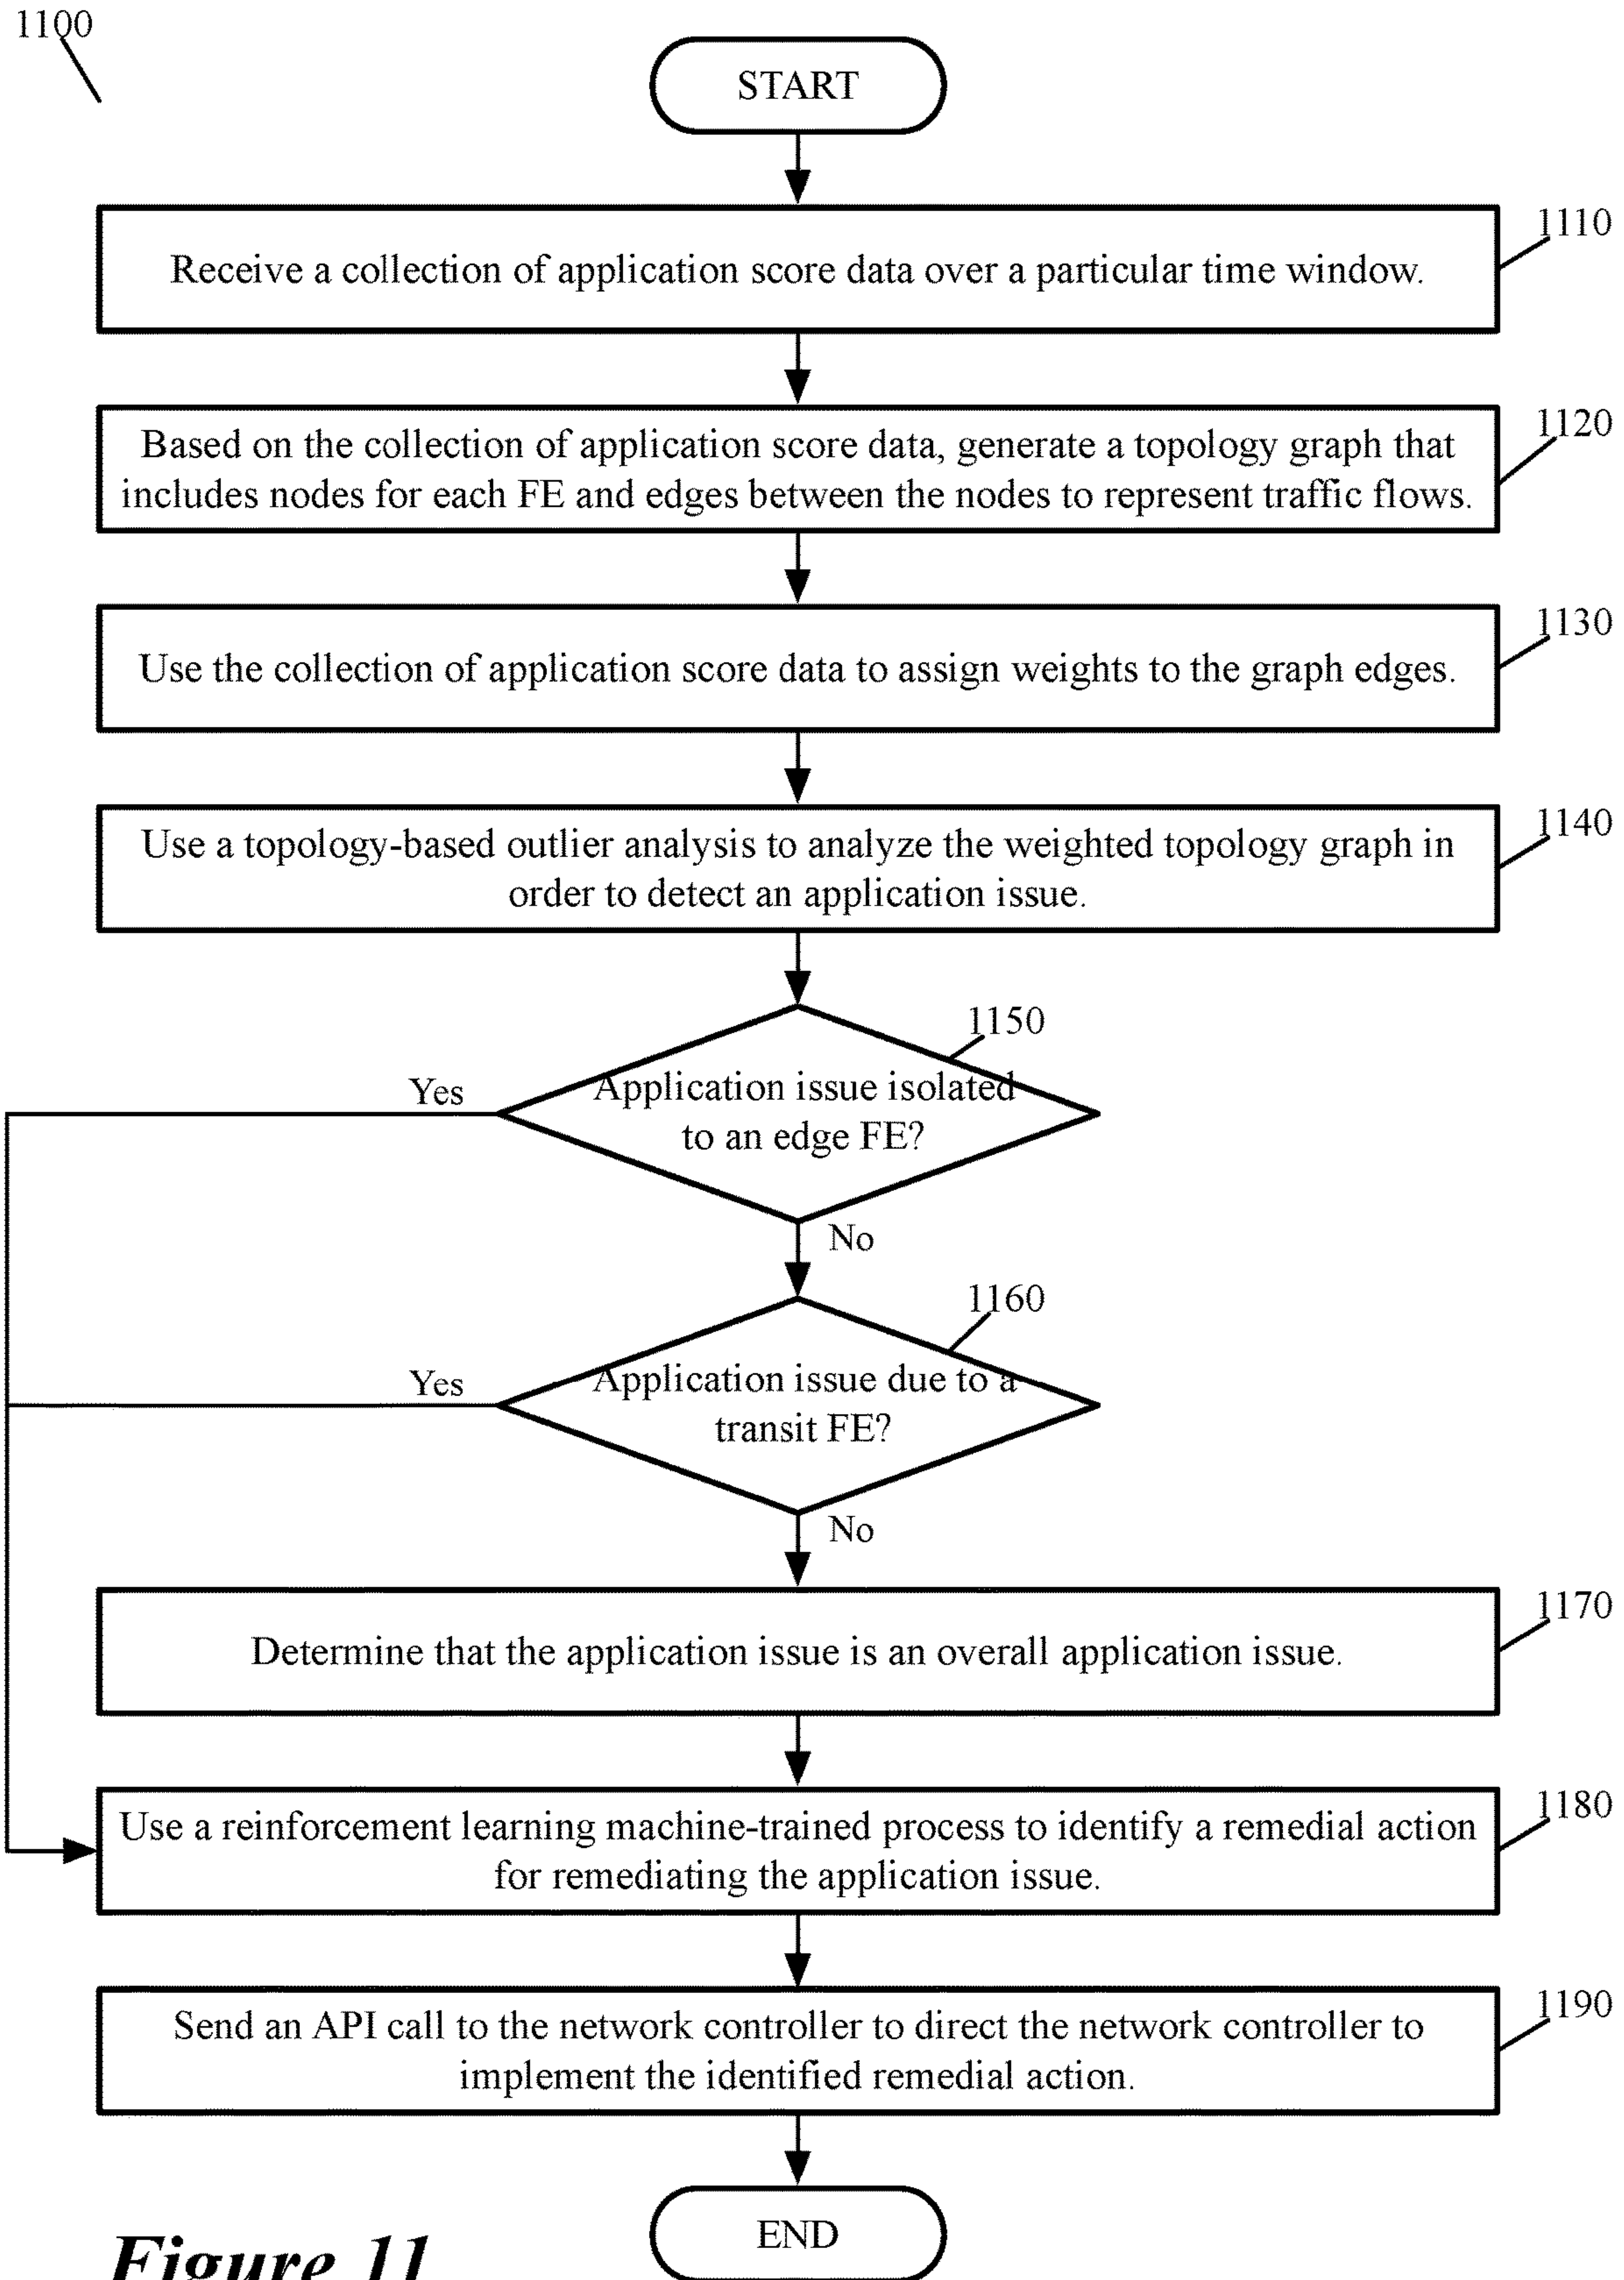 1100
START
1110
Receive a collection of application score data over a particular time window.
1120
Based on the collection of application score data, generate a topology graph that
includes nodes for each FE and edges between the nodes to represent traffic flows.
1130
Use the collection of application score data to assign weights to the graph edges.
1140
Use a topology-based outlier analysis to analyze the weighted topology graph in
order to detect an application issue.
1150
Yes
Application issue isolated
to an edge FE?
No
1160
Yes
Application issue due to a
transit FE?
No
1170
Determine that the application issue is an overall application issue.
1180
Use a reinforcement learning machine-trained process to identify a remedial action
for remediating the application issue.
1190
Send an API call to the network controller to direct the network controller to
implement the identified remedial action.
END
Figure 11